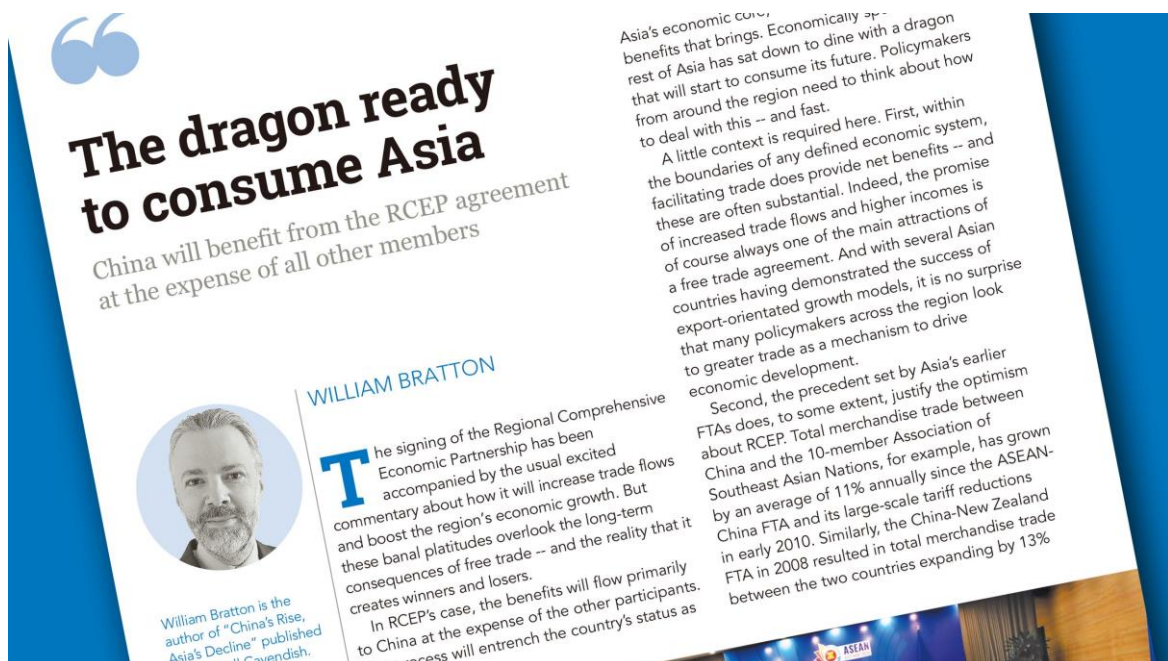 The dragon ready
to consume Asia
China will benefit from the RCEP agreement
at the expense of all other members
WILLIAM BRATTON
William Bratton is the
author of "China's Rise,
Asia's Decline" published
Cavendish.
The signing of the Regional Comprehensive
Economic Partnership has been
accompanied by the usual excited
commentary about how it will increase trade flows
and boost the region's economic growth. But
these banal platitudes overlook the long-term
consequences of free trade -- and the reality that it
creates winners and losers.
In RCEP's case, the benefits will flow primarily
to China at the expense of the other participants.
will entrench the country's status as
Asia's economic core,
benefits that brings. Economically
rest of Asia has sat down to dine with a dragon
that will start to consume its future. Policymakers
from around the region need to think about how
to deal with this -- and fast.
A little context is required here. First, within
the boundaries of any defined economic system,
facilitating trade does provide net benefits -- and
these are often substantial. Indeed, the promise
of increased trade flows and higher incomes is
of course always one of the main attractions of
a free trade agreement. And with several Asian
countries having demonstrated the success of
export-orientated growth models, it is no surprise
that many policymakers across the region look
to greater trade as a mechanism to drive
economic development.
Second, the precedent set by Asia's earlier
FTAs does, to some extent, justify the optimism
about RCEP. Total merchandise trade between
China and the 10-member Association of
Southeast Asian Nations, for example, has grown
by an average of 11% annually since the ASEAN-
China FTA and its large-scale tariff reductions
in early 2010. Similarly, the China-New Zealand
FTA in 2008 resulted in total merchandise trade
between the two countries expanding by 13%
ASEAN